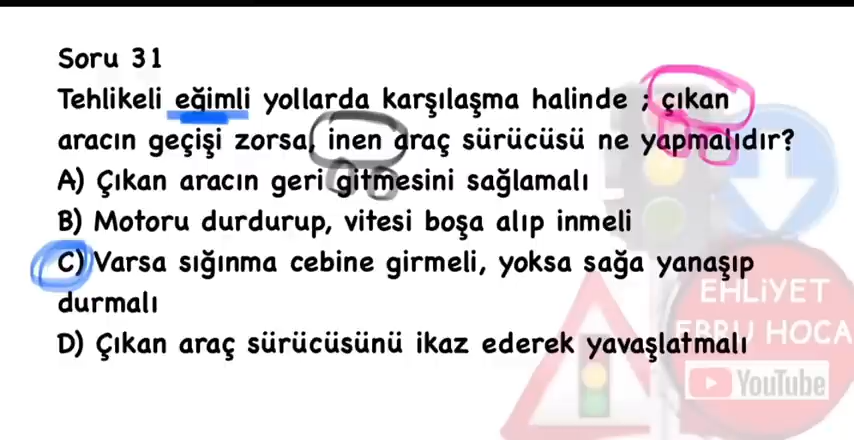 Soru 31
Tehlikeli eğimli yollarda karşılaşma halinde ; çıkan
aracın geçişi zorsa, inen araç sürücüsü ne yapmalıdır?
A) Çıkan aracın geri gitmesini sağlamalı
B) Motoru durdurup, vitesi boşa alıp inmeli
C) Varsa sığınma cebine girmeli, yoksa sağa yanaşıp
durmalı
D) Çıkan araç sürücüsünü ikaz ederek yavaşlatmalı
EHLİYET
EBRU HOCA
YouTube